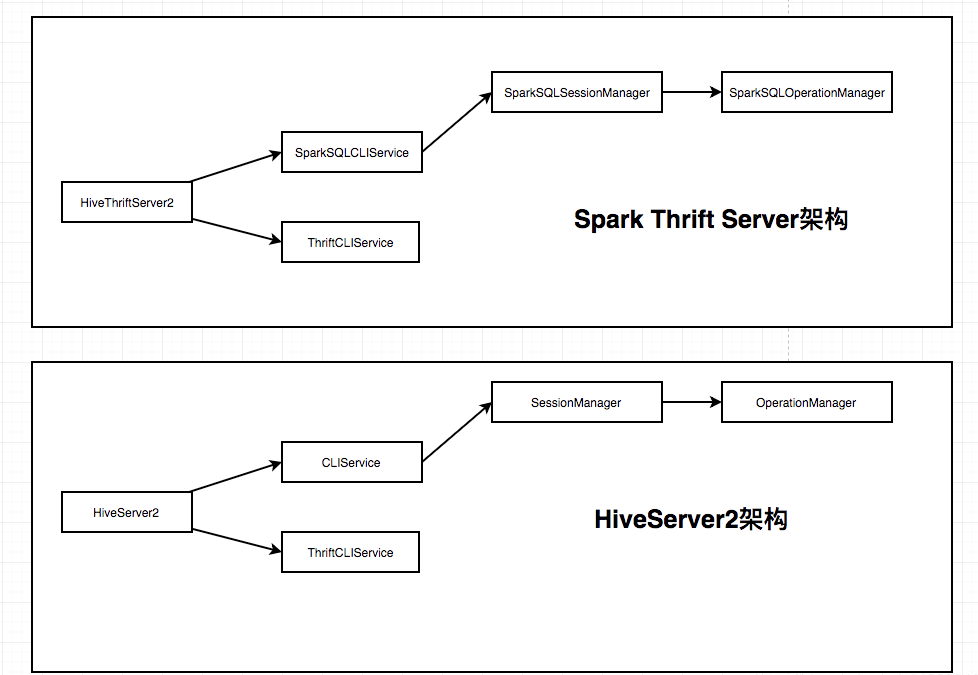 SparkSQLSessionManager
SparkSQLOperationManager
SparkSQLCLIService
HiveThriftServer2
Spark Thrift Server架构
ThriftCLIService
SessionManager
OperationManager
CLIService
HiveServer2
HiveServer2架构
ThriftCLIService